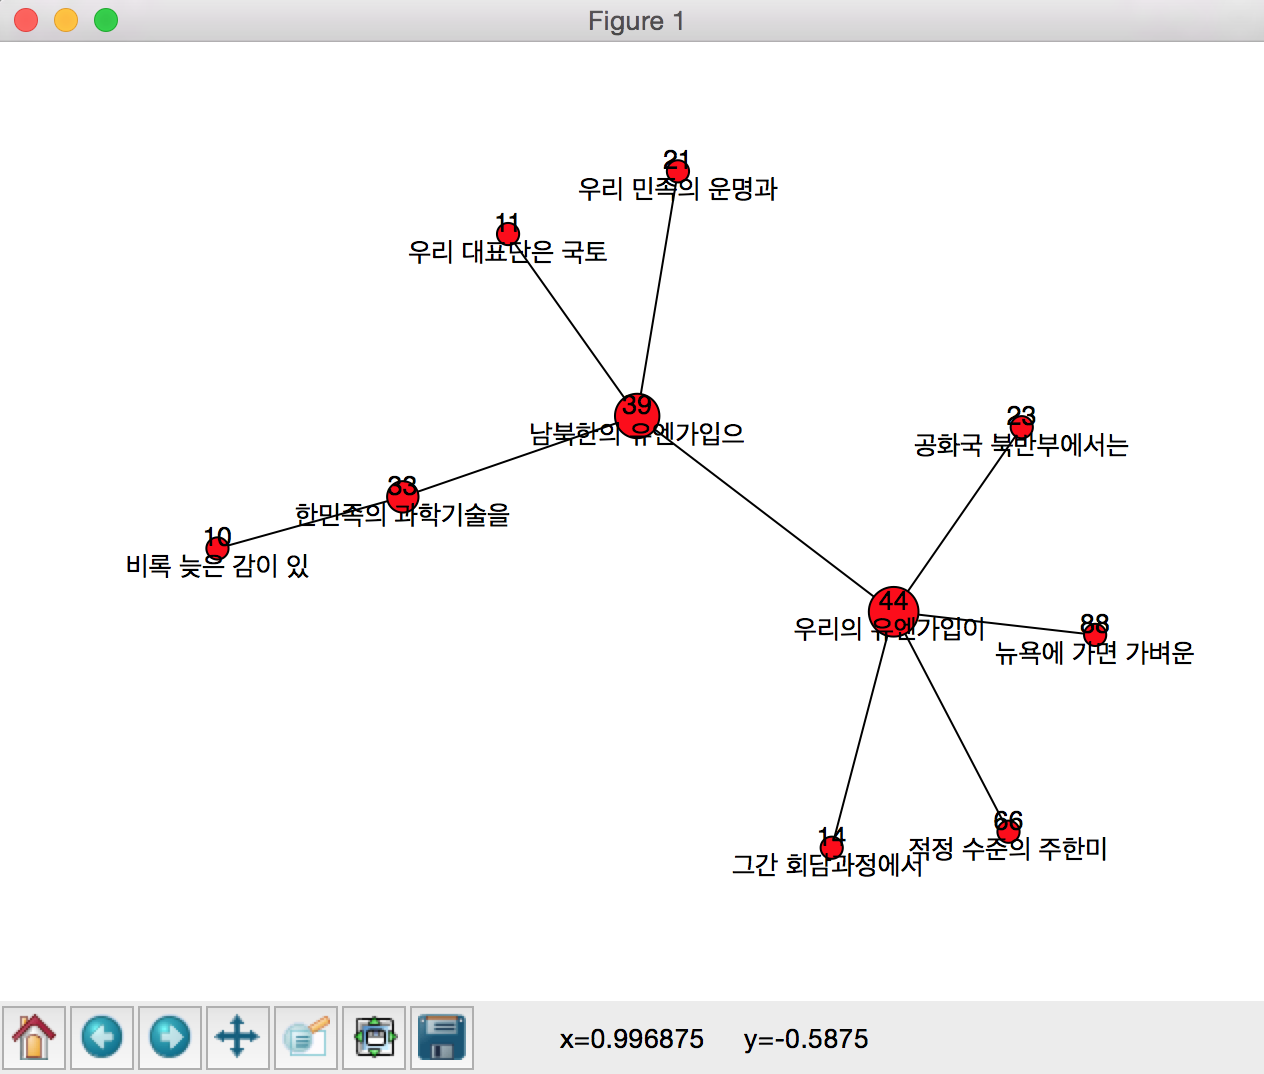 Figure 1
21
우리 민족의 운명과
11
우리 대표단은 국토
39
남북한의 유엔가입으
23
공화국 북반부에서는
33
한민족의 과학기술을
10
비록 늦은 감이 있
44
우리의 유엔가입이
88
뉴욕에 가면 가벼운
14
그간 회담과정에서
66
적정 수준의 주한미
x=0.996875 y=-0.5875